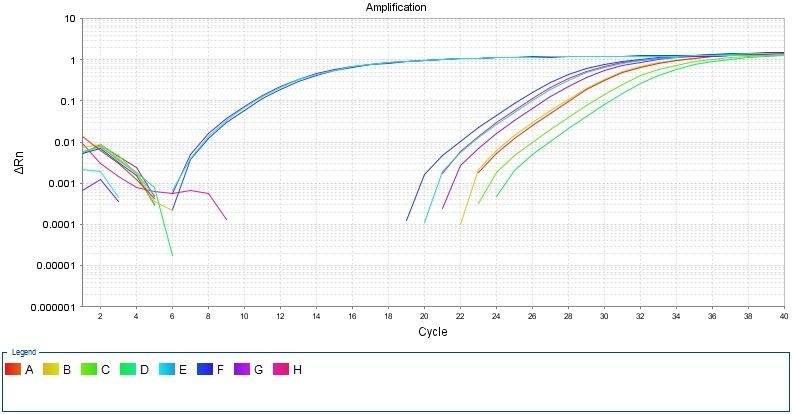 Amplification
10
1
0.1
0.01
0.001
0.0001
0.00001
0.000001
ΔRn
2 4 6 8 10 12 14 16 18 20 22 24 26 28 30 32 34 36 38 40
Cycle
Legend
A B C D E F G H